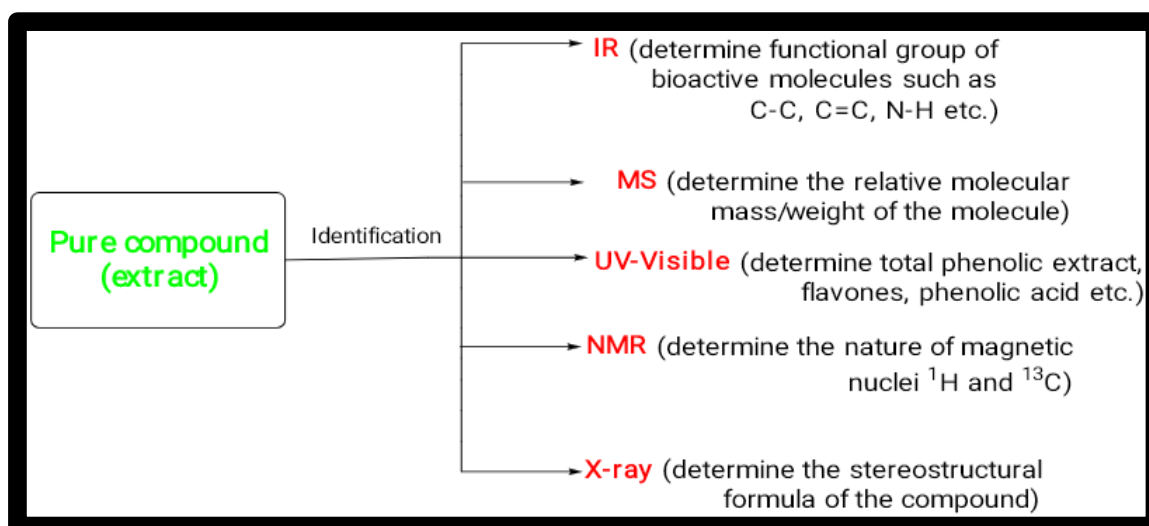 IR (determine functional group of
bioactive molecules such as
C-C, C=C, N-H etc.)
MS (determine the relative molecular
mass/weight of the molecule)
Pure compound
(extract)
Identification
UV-Visible (determine total phenolic extract,
flavones, phenolic acid etc.)
NMR (determine the nature of magnetic
nuclei ¹H and ¹³C)
X-ray (determine the stereostructural
formula of the compound)